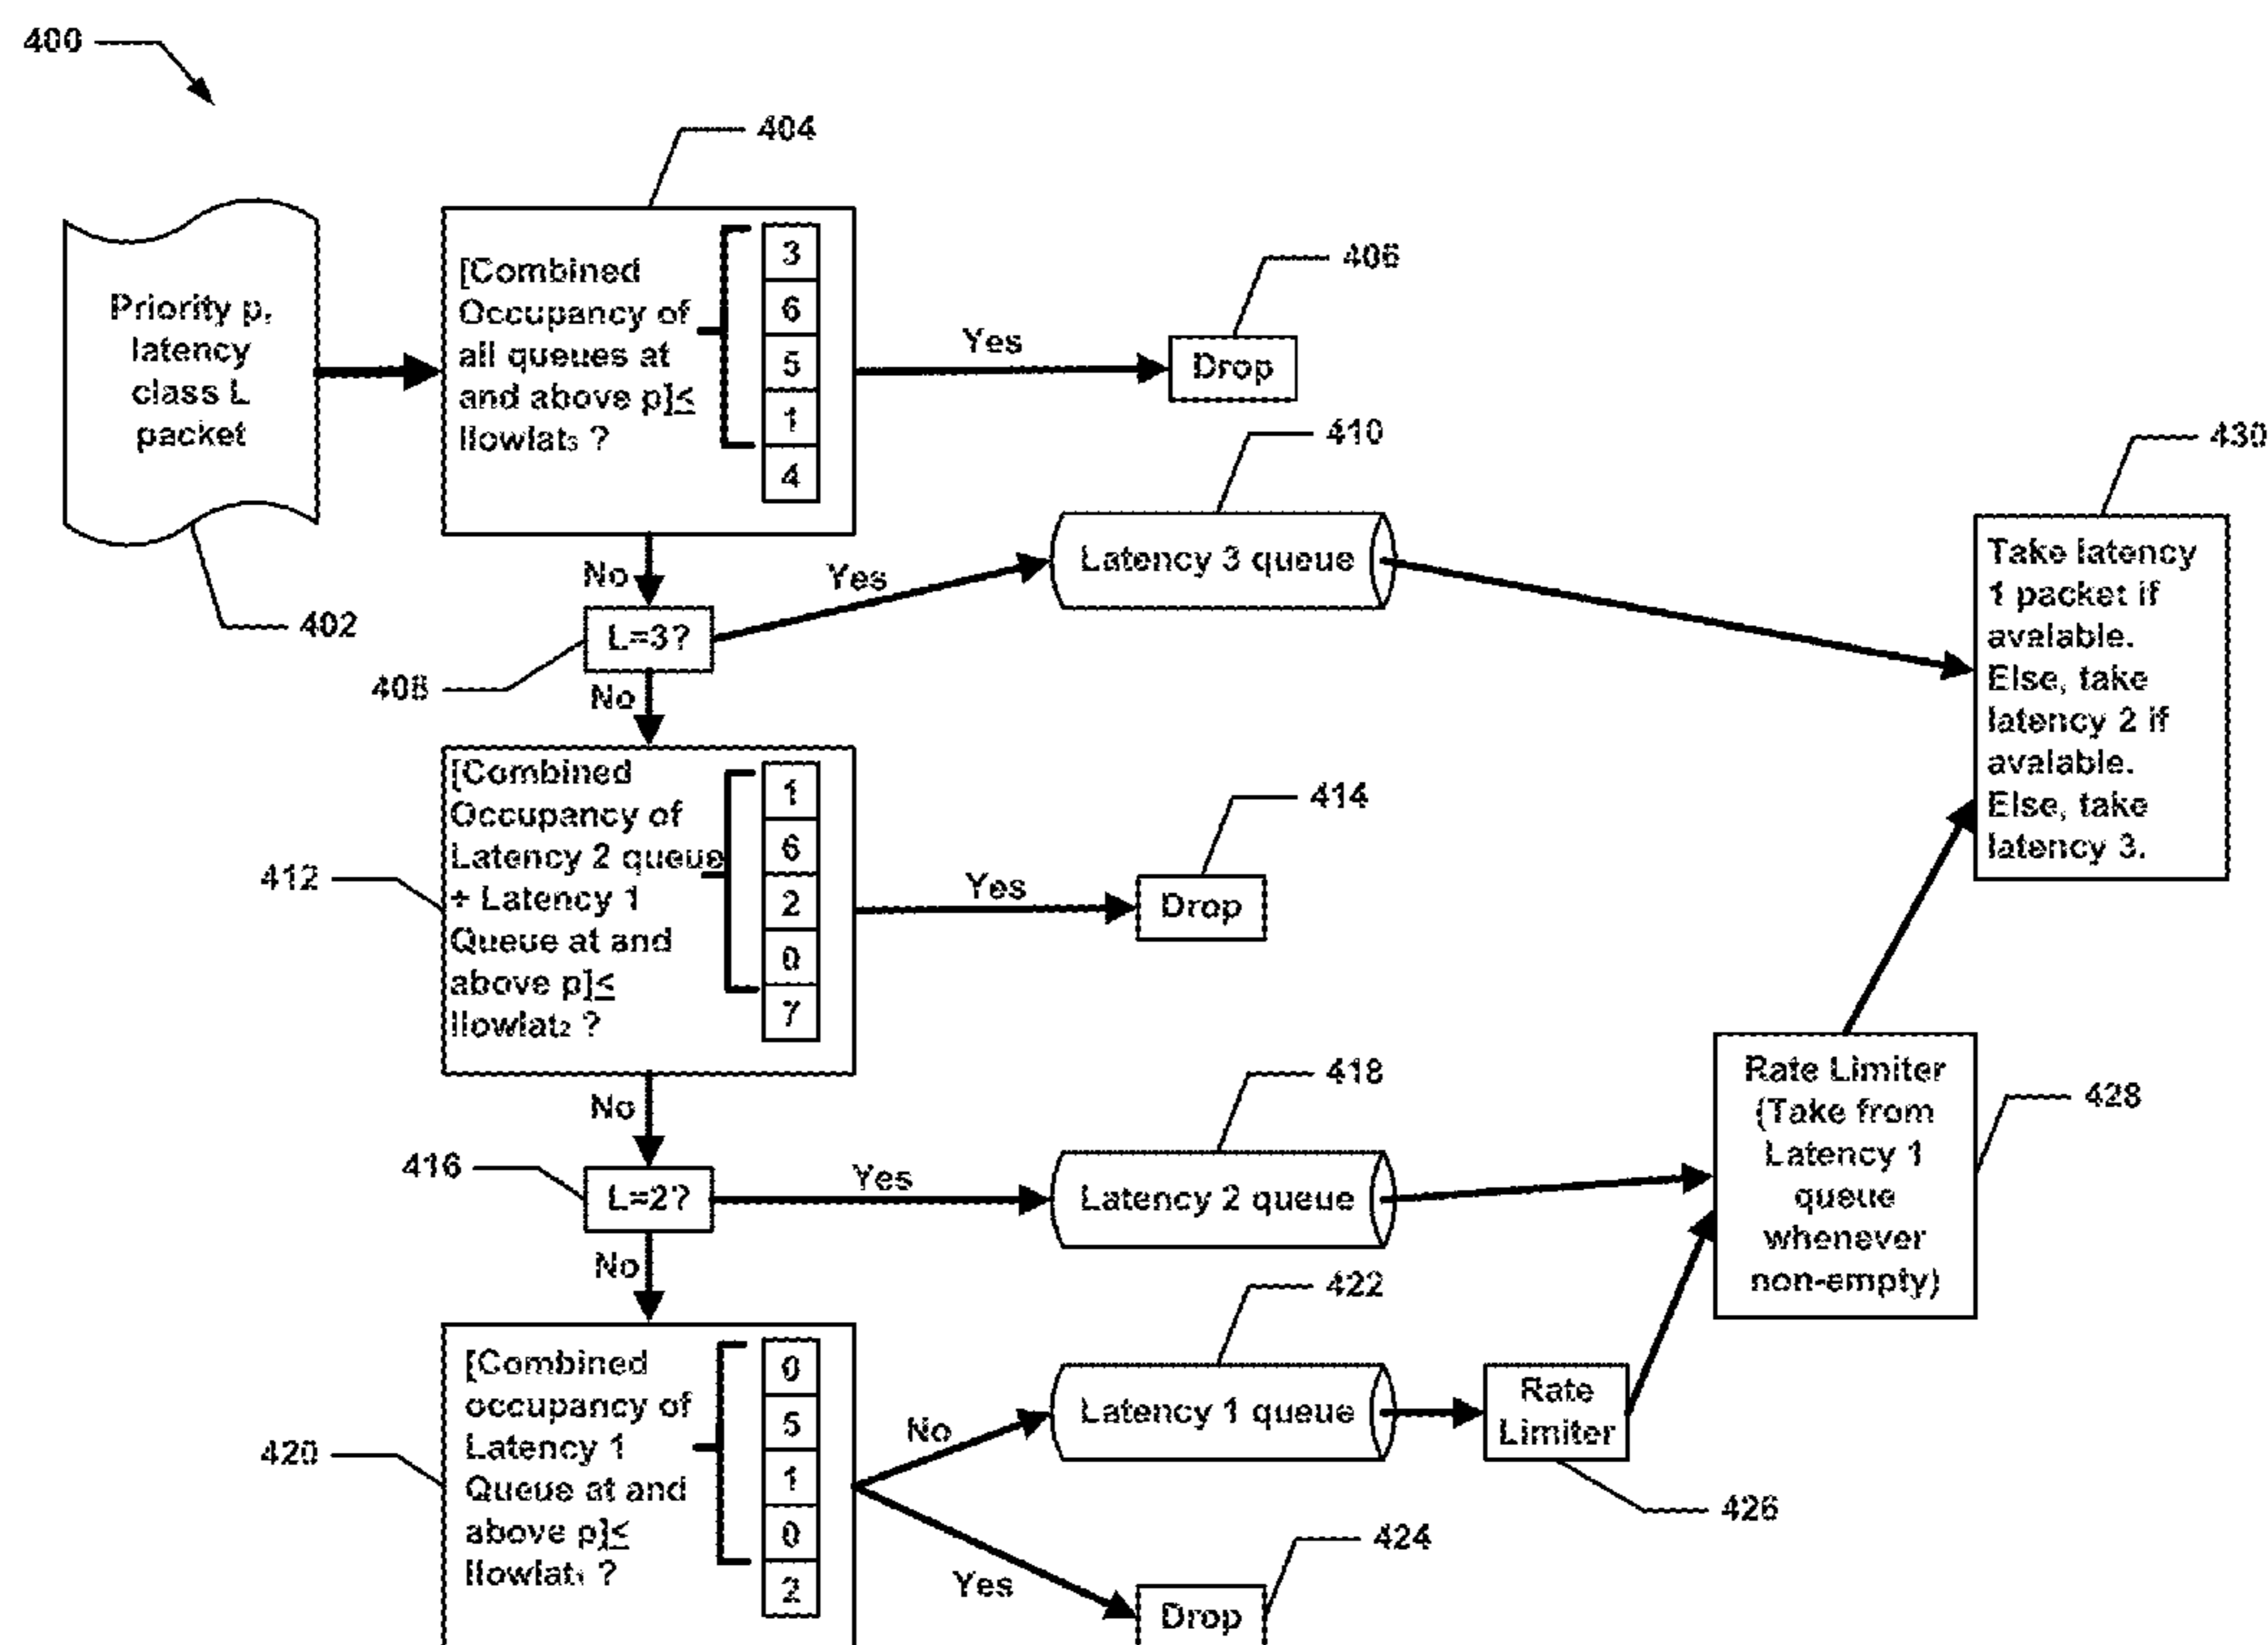 400
404
Priority p,
latency
class L
packet
402
[Combined
Occupancy of
all queues at
and above p]≤
llowlat₃ ?
3
6
5
1
4
Yes
406
Drop
No
408
L=3?
Yes
410
Latency 3 queue
430
Take latency
1 packet if
avalable.
Else, take
latency 2 if
avalable.
Else, take
latency 3.
No
412
[Combined
Occupancy of
Latency 2 queue
+ Latency 1
Queue at and
above p]≤
llowlat₂ ?
1
6
2
0
7
Yes
414
Drop
No
416
L=2?
Yes
418
Latency 2 queue
428
Rate Limiter
(Take from
Latency 1
queue
whenever
non-empty)
No
420
[Combined
occupancy of
Latency 1
Queue at and
above p]≤
llowlat₁ ?
0
5
1
0
2
No
422
Latency 1 queue
Rate
Limiter
426
Yes
424
Drop